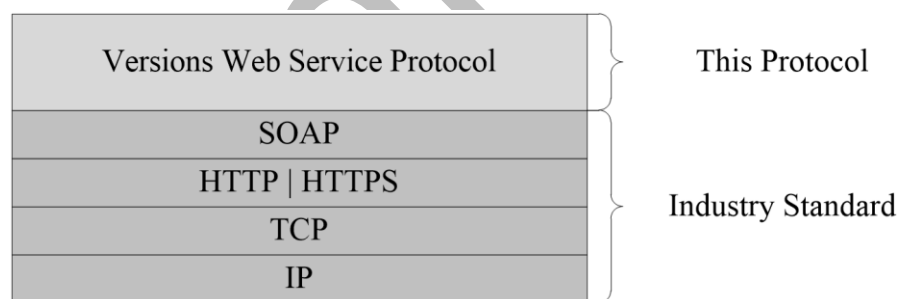 Versions Web Service Protocol
This Protocol
SOAP
HTTP | HTTPS
Industry Standard
TCP
IP